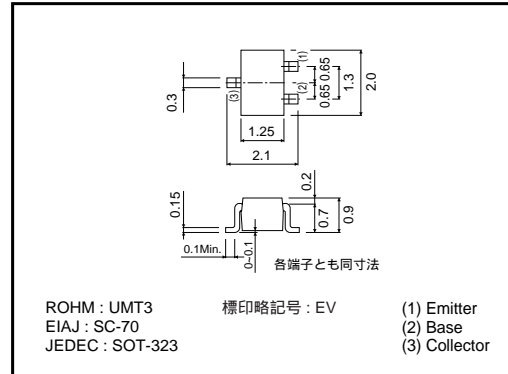 (1)
0.65
0.3
(3)
(2)
0.65
1.3
2.0
1.25
2.1
0.2
0.15
0.7
0.9
0.1Min.
0~0.1
各端子とも同寸法
ROHM : UMT3
EIAJ : SC-70
JEDEC : SOT-323
標印略記号 : EV
(1) Emitter
(2) Base
(3) Collector